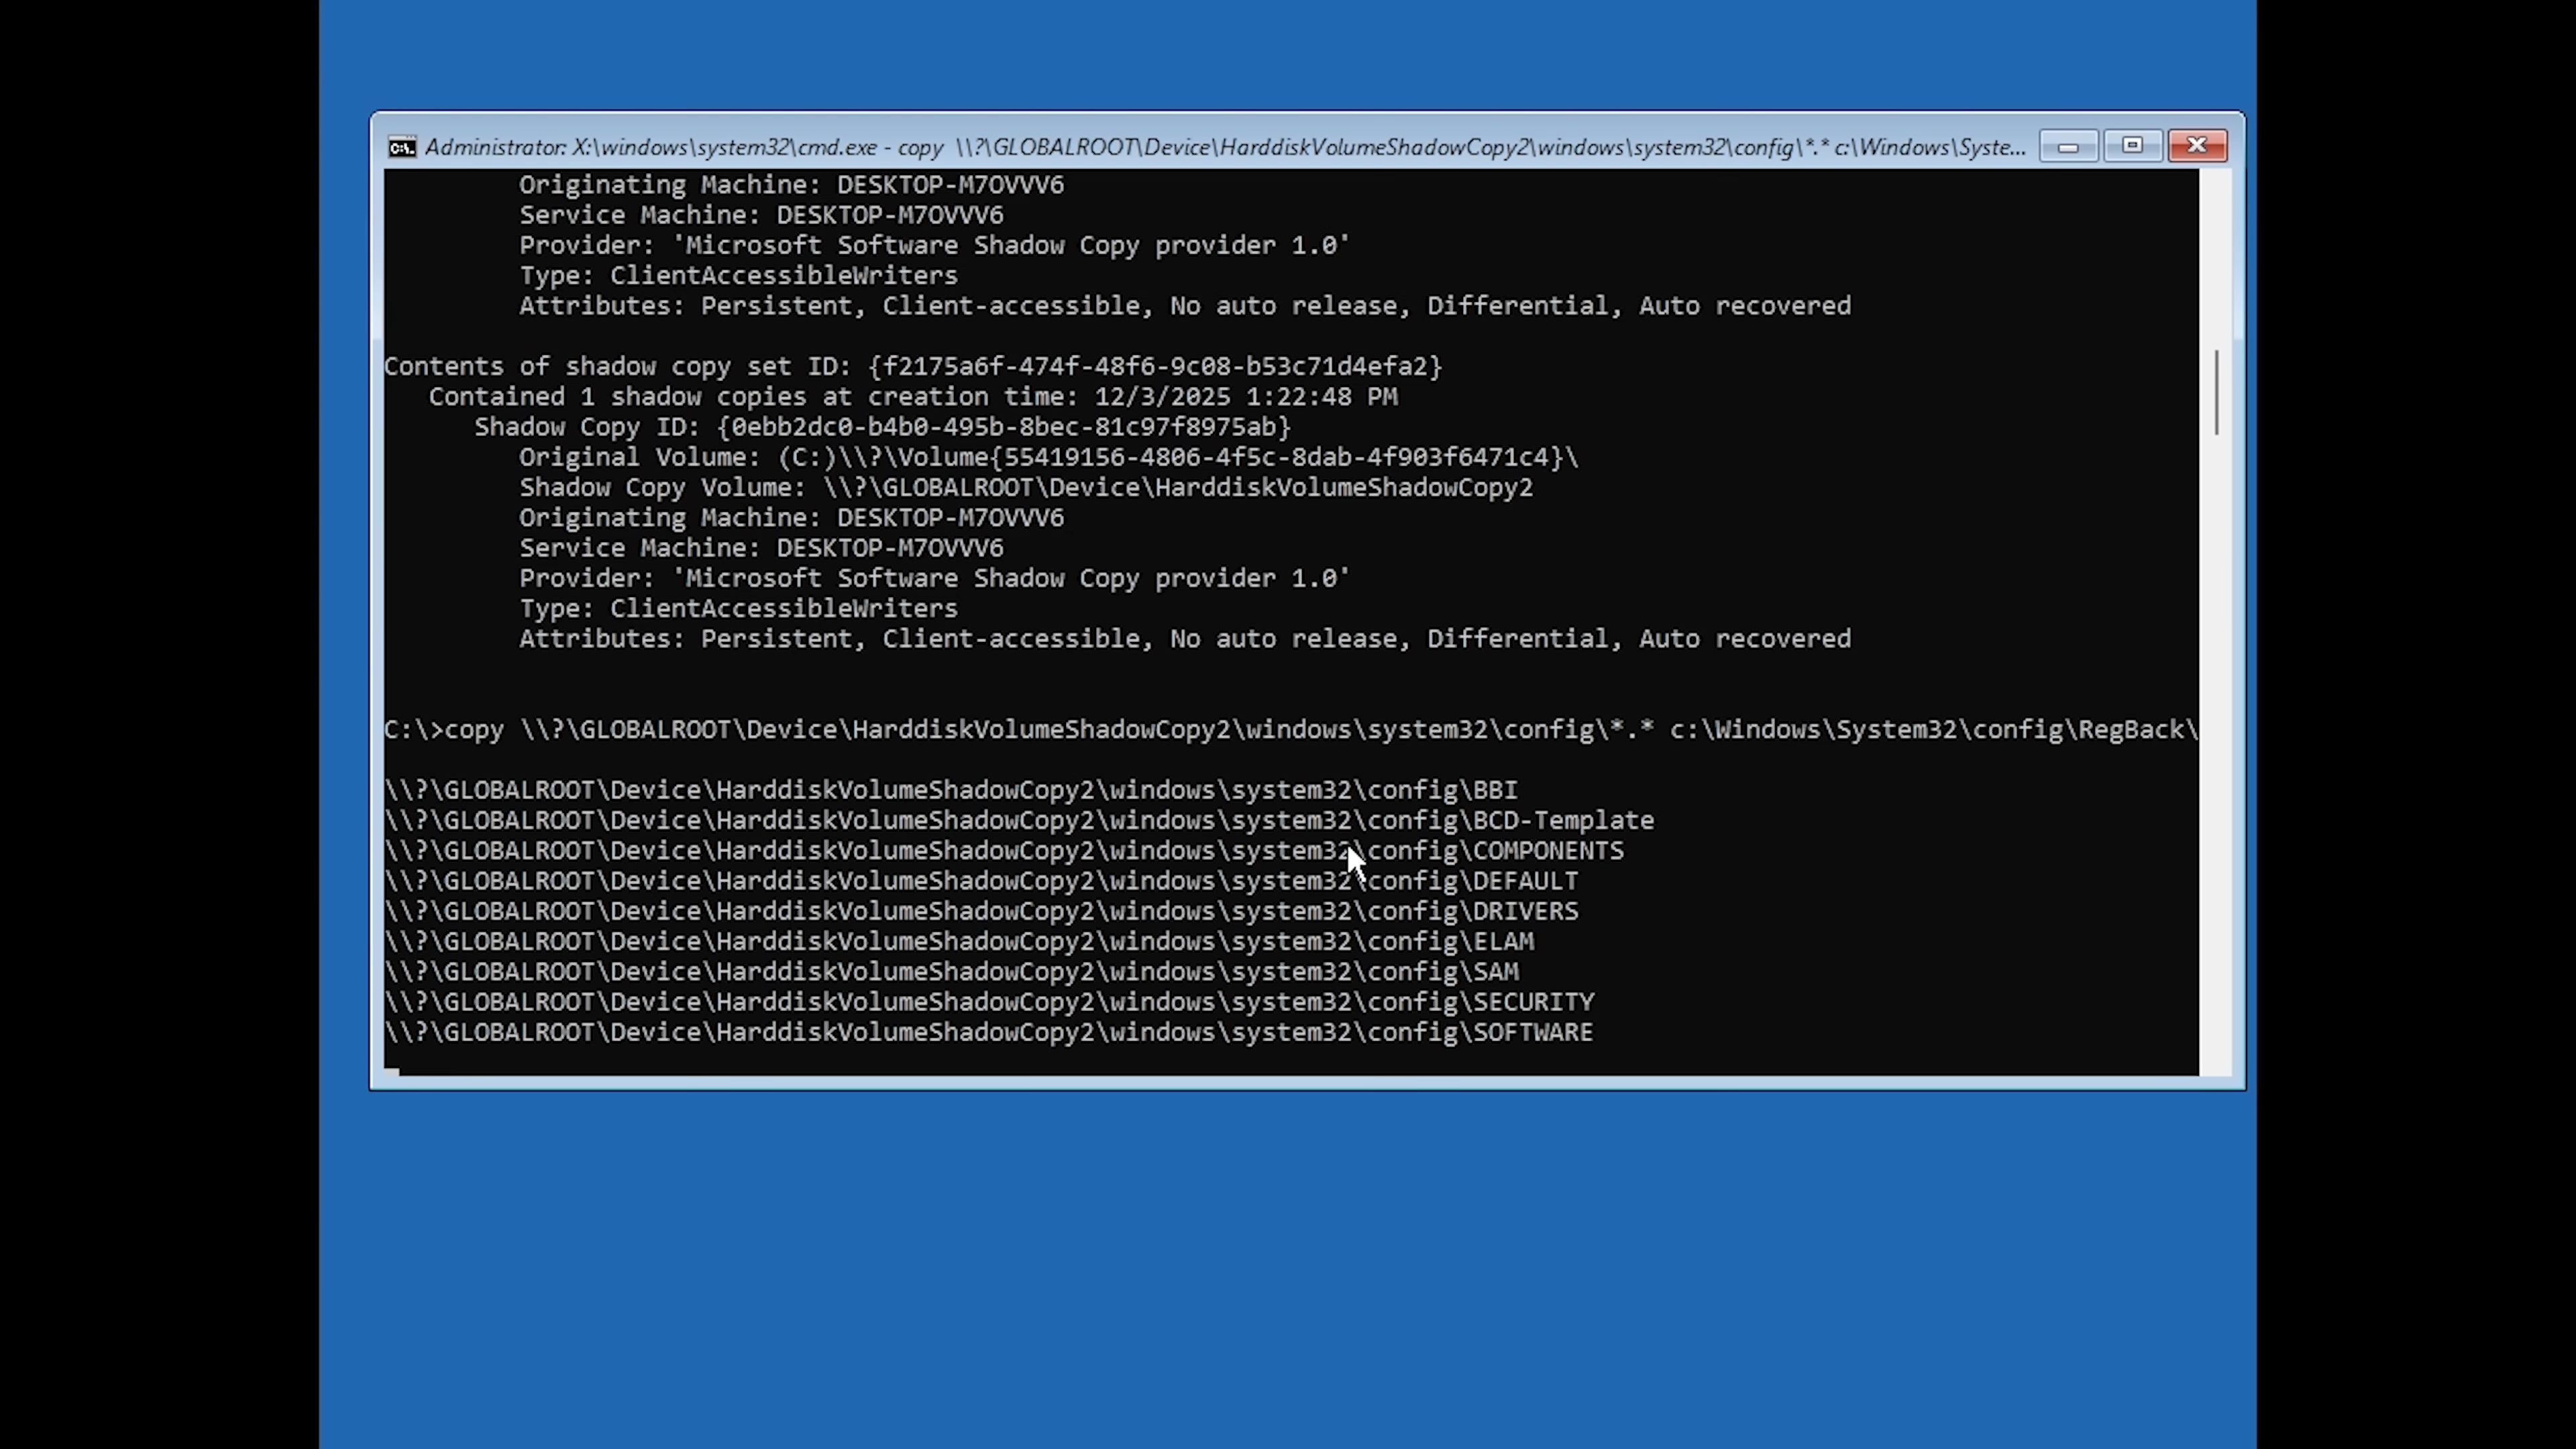 Administrator: X:\windows\system32\cmd.exe - copy  \\?\GLOBALROOT\Device\HarddiskVolumeShadowCopy2\windows\system32\config\*.* c:\Windows\Syste...
Originating Machine: DESKTOP-M7OVVV6
Service Machine: DESKTOP-M7OVVV6
Provider: 'Microsoft Software Shadow Copy provider 1.0'
Type: ClientAccessibleWriters
Attributes: Persistent, Client-accessible, No auto release, Differential, Auto recovered
Contents of shadow copy set ID: {f2175a6f-474f-48f6-9c08-b53c71d4efa2}
Contained 1 shadow copies at creation time: 12/3/2025 1:22:48 PM
Shadow Copy ID: {0ebb2dc0-b4b0-495b-8bec-81c97f8975ab}
Original Volume: (C:)\\?\Volume{55419156-4806-4f5c-8dab-4f903f6471c4}\
Shadow Copy Volume: \\?\GLOBALROOT\Device\HarddiskVolumeShadowCopy2
Originating Machine: DESKTOP-M7OVVV6
Service Machine: DESKTOP-M7OVVV6
Provider: 'Microsoft Software Shadow Copy provider 1.0'
Type: ClientAccessibleWriters
Attributes: Persistent, Client-accessible, No auto release, Differential, Auto recovered
C:\>copy \\?\GLOBALROOT\Device\HarddiskVolumeShadowCopy2\windows\system32\config\*.* c:\Windows\System32\config\RegBack\
\\?\GLOBALROOT\Device\HarddiskVolumeShadowCopy2\windows\system32\config\BBI
\\?\GLOBALROOT\Device\HarddiskVolumeShadowCopy2\windows\system32\config\BCD-Template
\\?\GLOBALROOT\Device\HarddiskVolumeShadowCopy2\windows\system32\config\COMPONENTS
\\?\GLOBALROOT\Device\HarddiskVolumeShadowCopy2\windows\system32\config\DEFAULT
\\?\GLOBALROOT\Device\HarddiskVolumeShadowCopy2\windows\system32\config\DRIVERS
\\?\GLOBALROOT\Device\HarddiskVolumeShadowCopy2\windows\system32\config\ELAM
\\?\GLOBALROOT\Device\HarddiskVolumeShadowCopy2\windows\system32\config\SAM
\\?\GLOBALROOT\Device\HarddiskVolumeShadowCopy2\windows\system32\config\SECURITY
\\?\GLOBALROOT\Device\HarddiskVolumeShadowCopy2\windows\system32\config\SOFTWARE